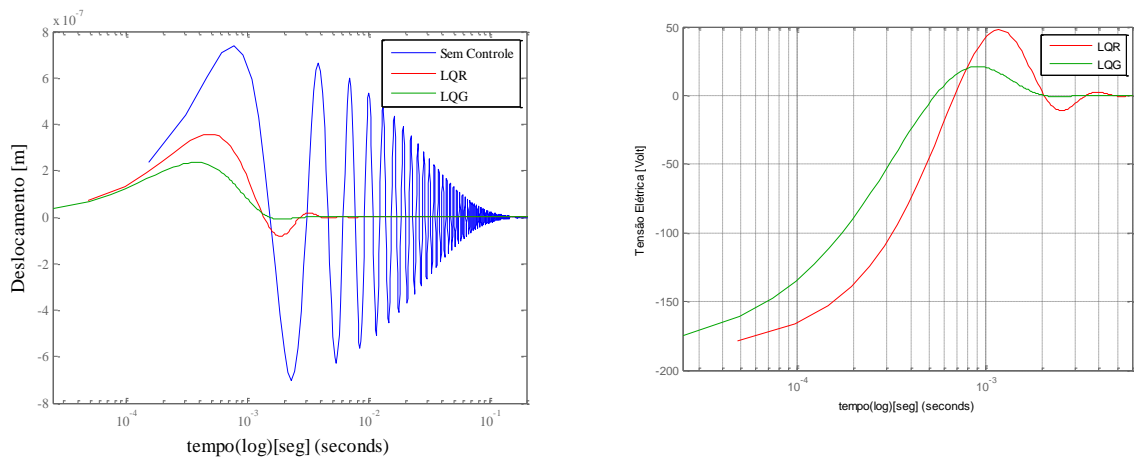 x 10^-7
8
6
4
2
0
-2
-4
-6
-8
Deslocamento [m]
10^-4
10^-3
10^-2
10^-1
tempo(log)[seg] (seconds)
Sem Controle
LQR
LQG
50
0
-50
-100
-150
-200
Tensão Elétrica [Volt]
10^-4
10^-3
tempo(log)[seg] (seconds)
LQR
LQG